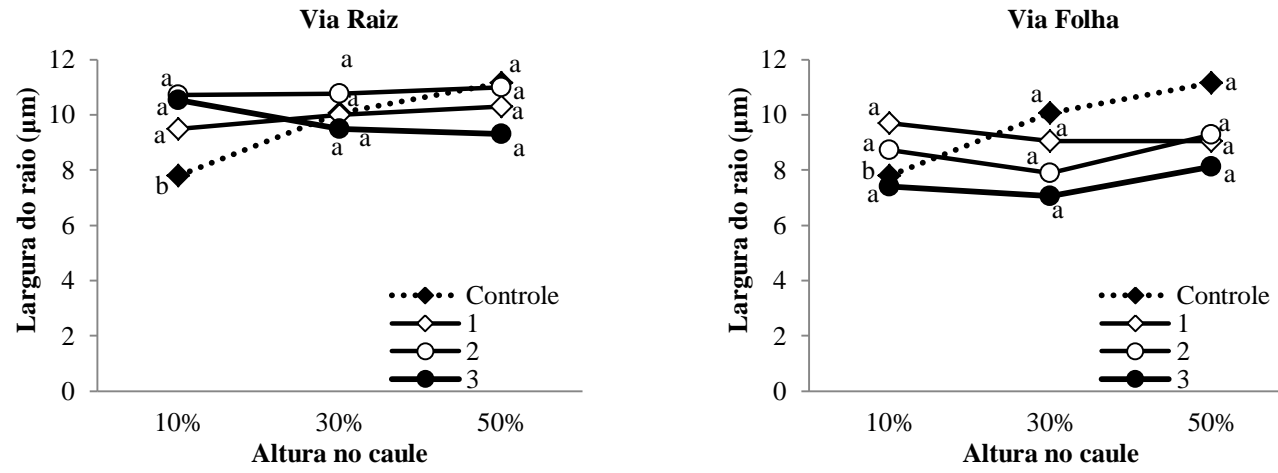 Via Raiz
Largura do raio (µm)
12
10
8
6
4
2
0
a
a
a
b
a
a
a
a
a
a
a
a
Controle
1
2
3
10%
30%
50%
Altura no caule
Via Folha
Largura do raio (µm)
12
10
8
6
4
2
0
a
a
b
a
a
a
a
a
a
a
a
a
Controle
1
2
3
10%
30%
50%
Altura no caule